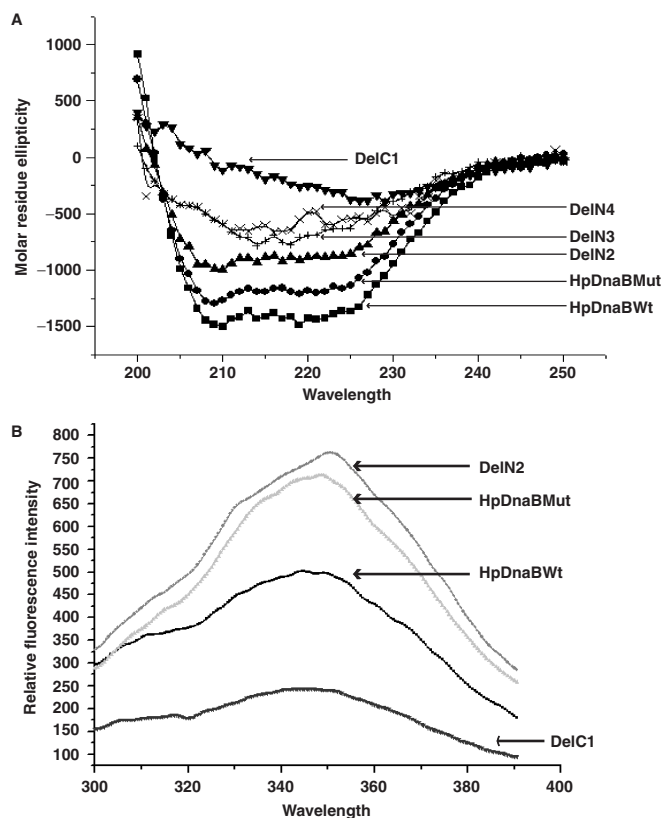 A
Molar residue ellipticity
1000
500
0
−500
−1000
−1500
DelC1
DelN4
DelN3
DelN2
HpDnaBMut
HpDnaBWt
200 210 220 230 240 250
Wavelength
B
Relative fluorescence intensity
800
750
700
650
600
550
500
450
400
350
300
250
200
150
100
DelN2
HpDnaBMut
HpDnaBWt
DelC1
300 320 340 360 380 400
Wavelength